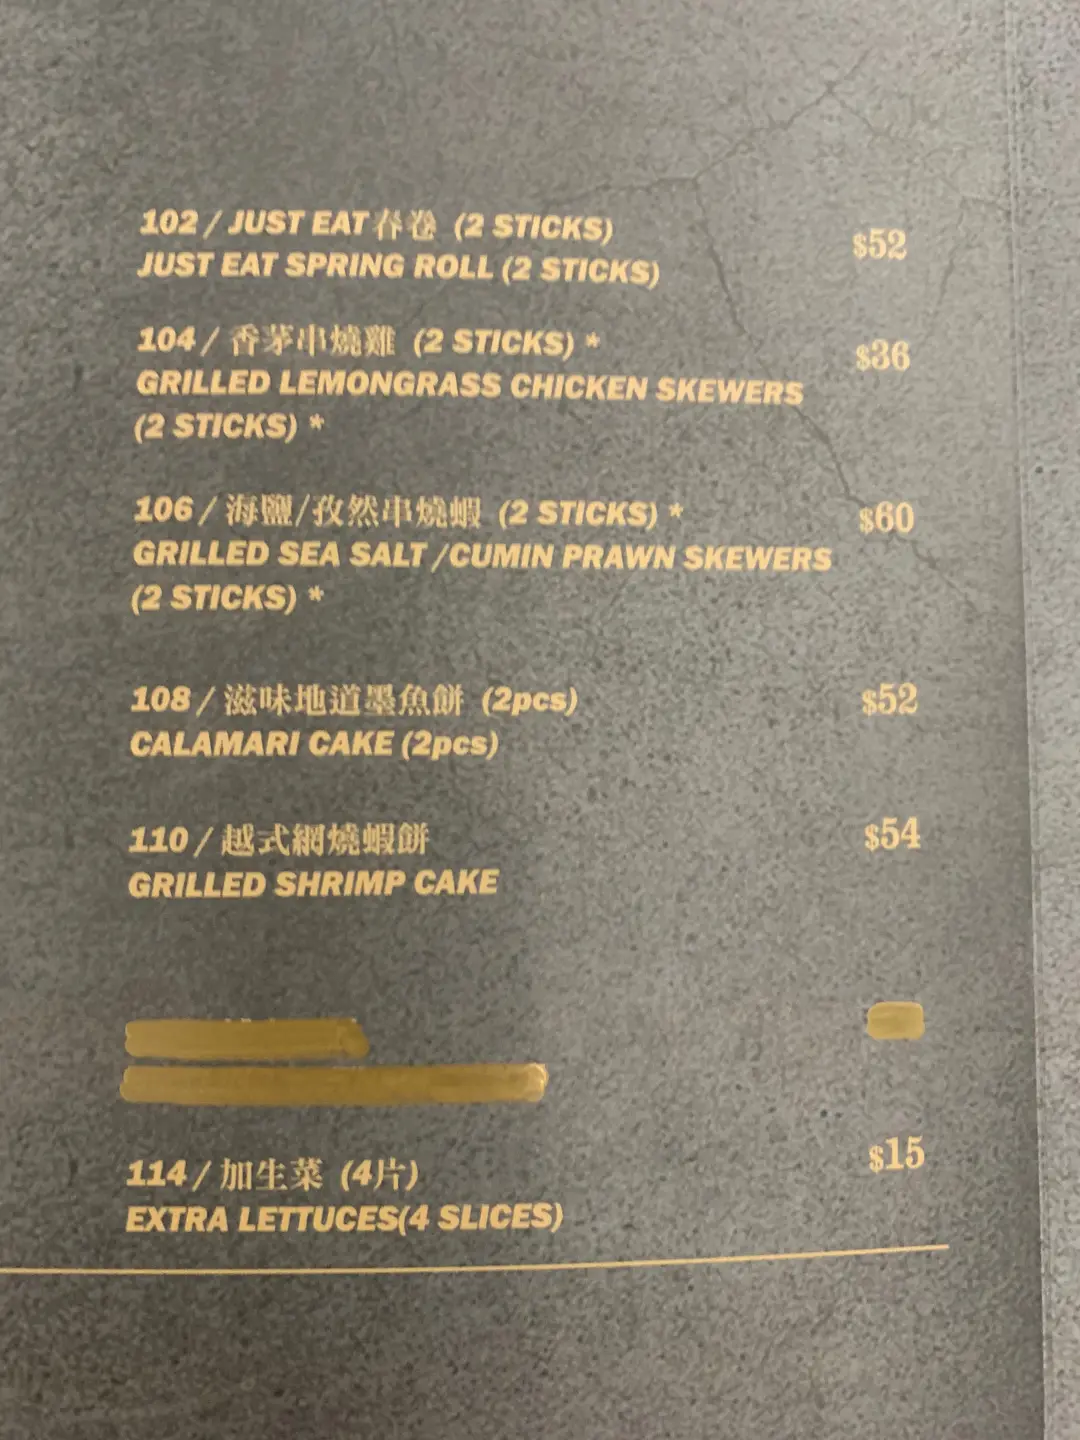 102 / JUST EAT春卷 (2 STICKS)
$52
JUST EAT SPRING ROLL (2 STICKS)
104 / 香茅串燒雞 (2 STICKS) *
$36
GRILLED LEMONGRASS CHICKEN SKEWERS
(2 STICKS) *
106 / 海鹽/孜然串燒蝦 (2 STICKS) *
$60
GRILLED SEA SALT /CUMIN PRAWN SKEWERS
(2 STICKS) *
108 / 滋味地道墨魚餅 (2pcs)
$52
CALAMARI CAKE (2pcs)
110 / 越式網燒蝦餅
$54
GRILLED SHRIMP CAKE
114 / 加生菜 (4片)
$15
EXTRA LETTUCES(4 SLICES)